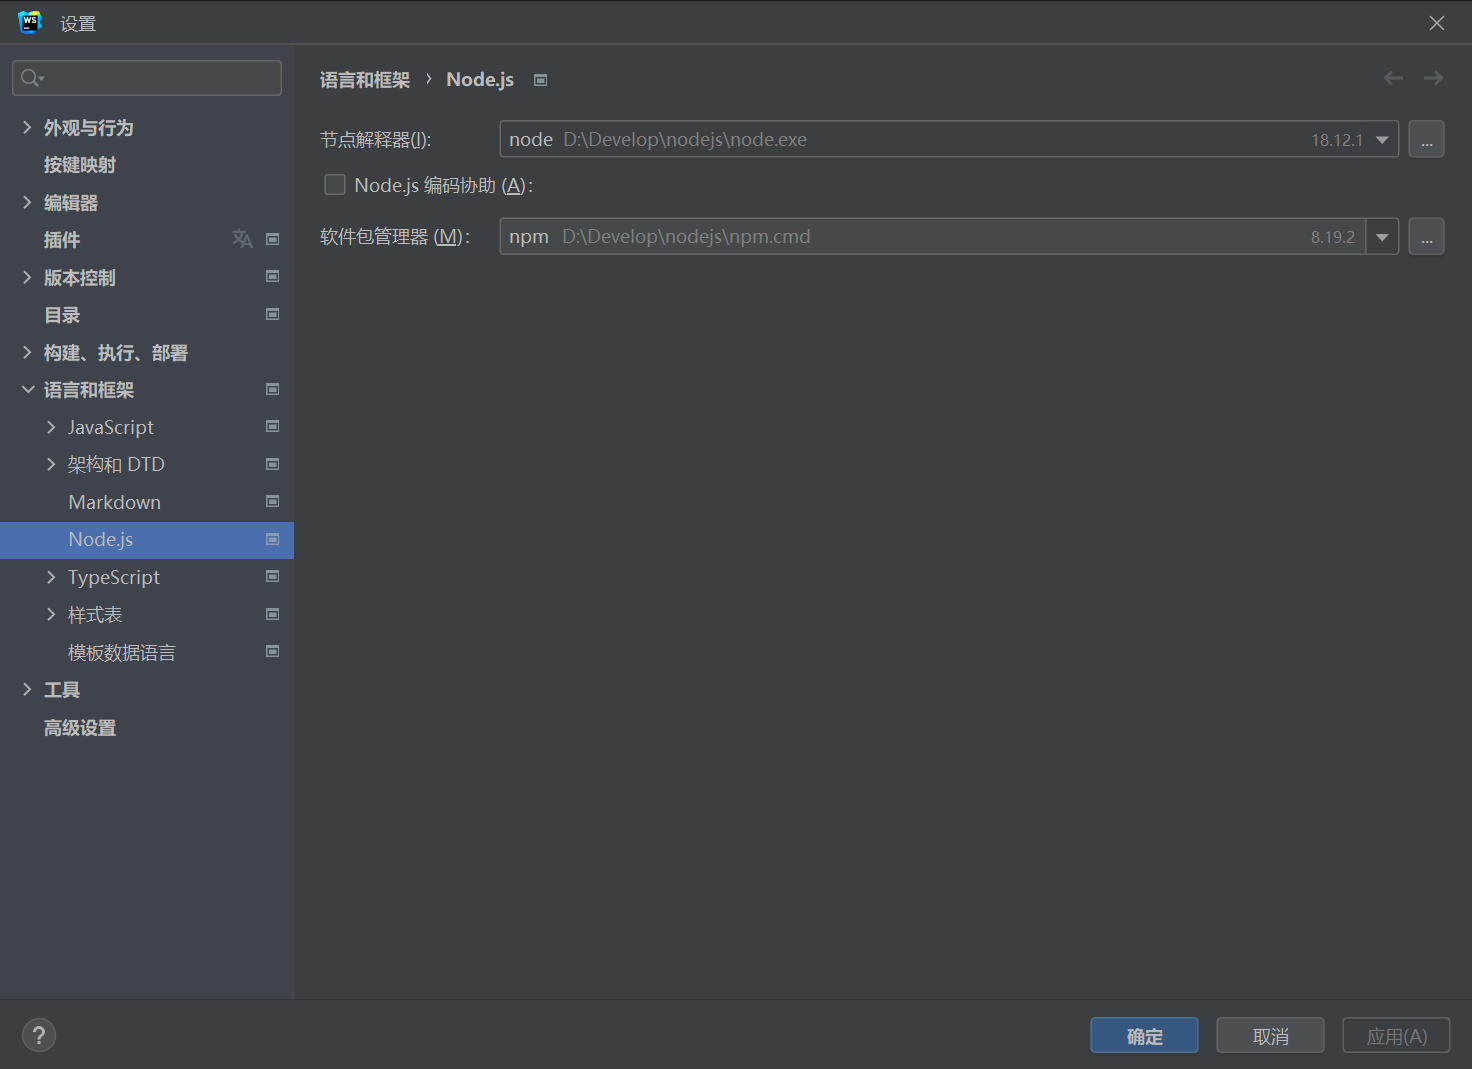 WS 设置
语言和框架 › Node.js
外观与行为
按键映射
编辑器
插件
版本控制
目录
构建、执行、部署
语言和框架
JavaScript
架构和 DTD
Markdown
Node.js
TypeScript
样式表
模板数据语言
工具
高级设置
节点解释器(I): node D:\Develop\nodejs\node.exe 18.12.1 ...
Node.js 编码协助 (A):
软件包管理器 (M): npm D:\Develop\nodejs\npm.cmd 8.19.2 ...
? 确定 取消 应用(A)